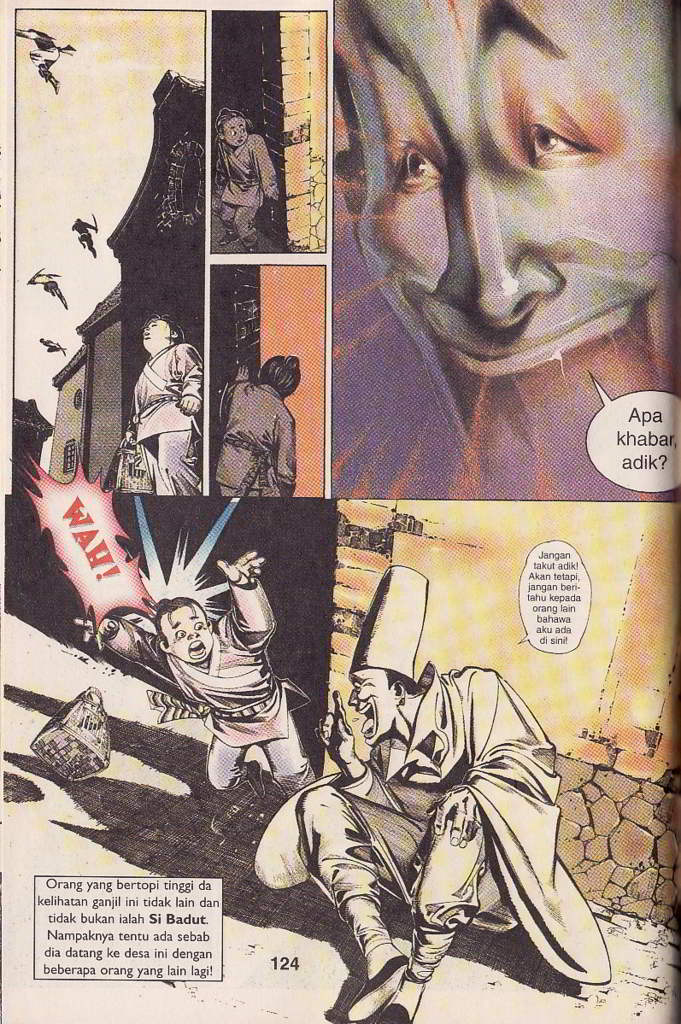 Apa
khabar,
adik?
WAH!
Jangan
takut adik!
Akan tetapi,
jangan beri-
tahu kepada
orang lain
bahawa
aku ada
di sini!
Orang yang bertopi tinggi da
kelihatan ganjil ini tidak lain dan
tidak bukan ialah Si Badut.
Nampaknya tentu ada sebab
dia datang ke desa ini dengan
beberapa orang yang lain lagi!
124